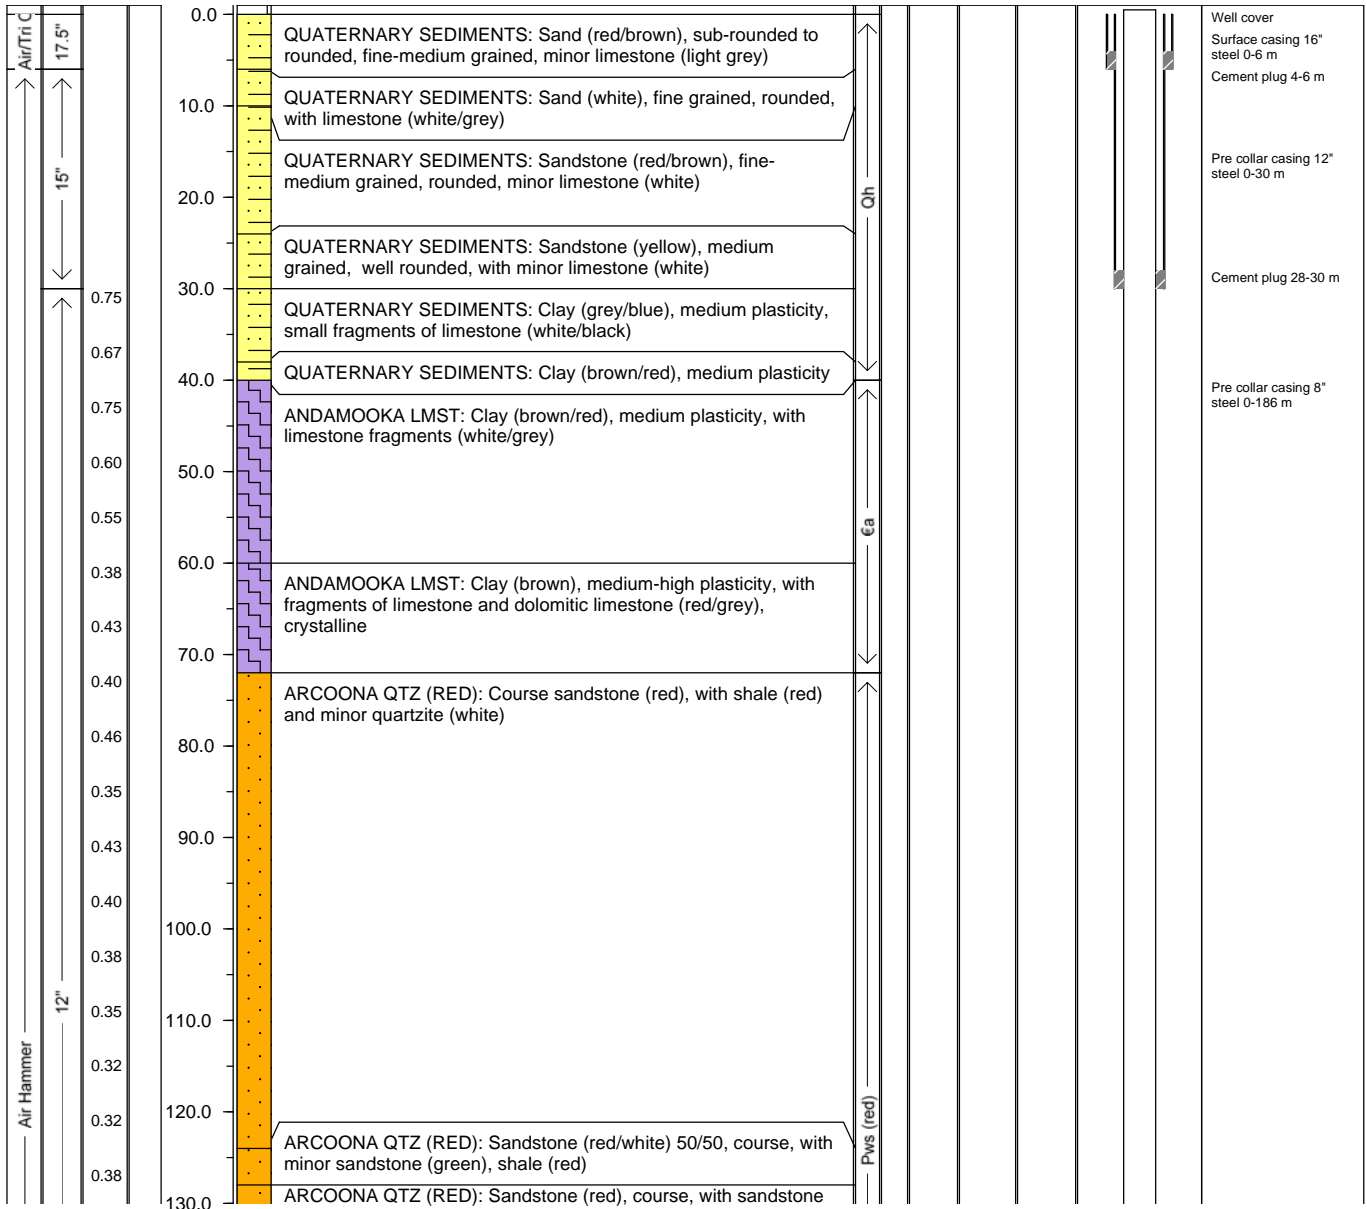 Air/Tri C
17.5"
15"
12"
Air Hammer
0.75
0.67
0.75
0.60
0.55
0.38
0.43
0.40
0.46
0.35
0.43
0.40
0.38
0.35
0.32
0.32
0.38
0.0
10.0
20.0
30.0
40.0
50.0
60.0
70.0
80.0
90.0
100.0
110.0
120.0
130.0
QUATERNARY SEDIMENTS: Sand (red/brown), sub-rounded to
rounded, fine-medium grained, minor limestone (light grey)
QUATERNARY SEDIMENTS: Sand (white), fine grained, rounded,
with limestone (white/grey)
QUATERNARY SEDIMENTS: Sandstone (red/brown), fine-
medium grained, rounded, minor limestone (white)
QUATERNARY SEDIMENTS: Sandstone (yellow), medium
grained, well rounded, with minor limestone (white)
QUATERNARY SEDIMENTS: Clay (grey/blue), medium plasticity,
small fragments of limestone (white/black)
QUATERNARY SEDIMENTS: Clay (brown/red), medium plasticity
ANDAMOOKA LMST: Clay (brown/red), medium plasticity, with
limestone fragments (white/grey)
ANDAMOOKA LMST: Clay (brown), medium-high plasticity, with
fragments of limestone and dolomitic limestone (red/grey),
crystalline
ARCOONA QTZ (RED): Course sandstone (red), with shale (red)
and minor quartzite (white)
ARCOONA QTZ (RED): Sandstone (red/white) 50/50, course, with
minor sandstone (green), shale (red)
ARCOONA QTZ (RED): Sandstone (red), course, with sandstone
Qh
€a
Pws (red)
Well cover
Surface casing 16"
steel 0-6 m
Cement plug 4-6 m
Pre collar casing 12"
steel 0-30 m
Cement plug 28-30 m
Pre collar casing 8"
steel 0-186 m